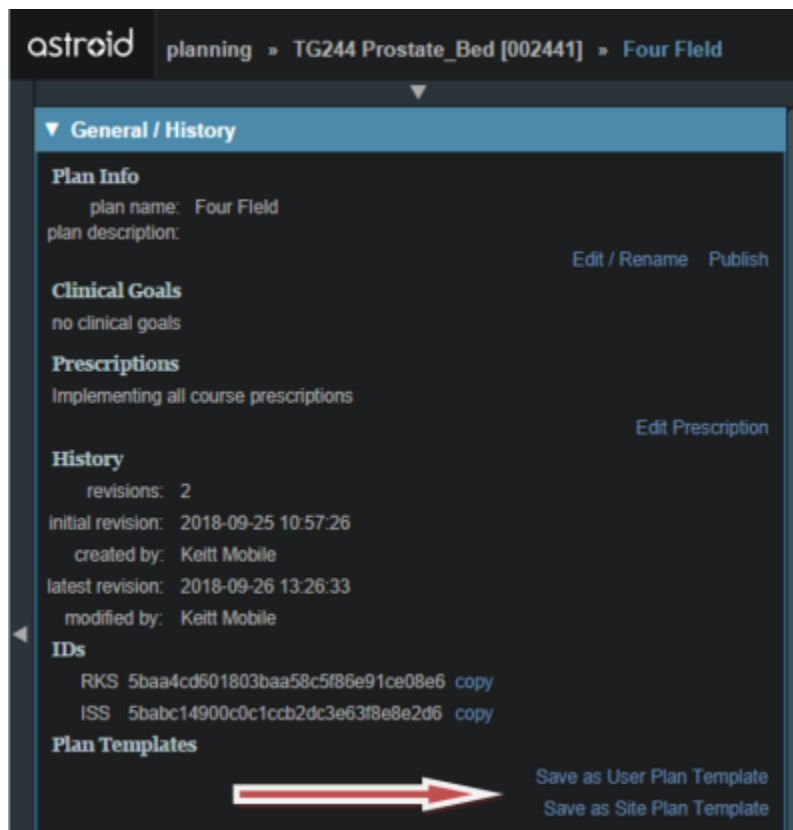 astroid planning » TG244 Prostate_Bed [002441] » Four FIeld
▼
▼ General / History
Plan Info
plan name: Four FIeld
plan description:
Edit / Rename Publish
Clinical Goals
no clinical goals
Prescriptions
Implementing all course prescriptions
Edit Prescription
History
revisions: 2
initial revision: 2018-09-25 10:57:26
created by: Keitt Mobile
latest revision: 2018-09-26 13:26:33
modified by: Keitt Mobile
IDs
RKS 5baa4cd601803baa58c5f86e91ce08e6 copy
ISS 5babc14900c0c1ccb2dc3e63f8e8e2d6 copy
Plan Templates
Save as User Plan Template
Save as Site Plan Template